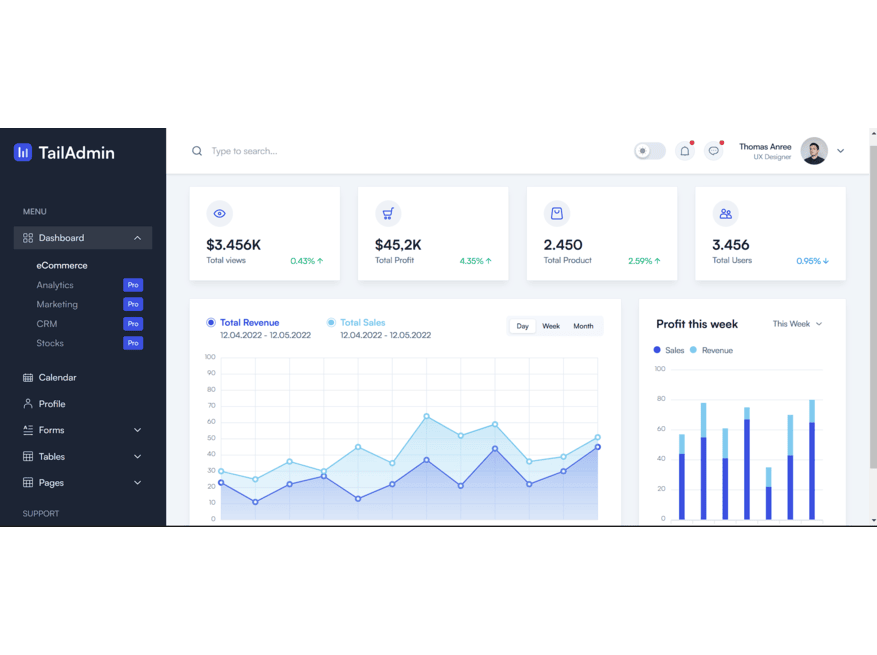 TailAdmin
MENU
Dashboard
eCommerce
Analytics Pro
Marketing Pro
CRM Pro
Stocks Pro
Calendar
Profile
Forms
Tables
Pages
SUPPORT
Type to search...
Thomas Anree
UX Designer
$3.456K
Total views 0.43%
$45,2K
Total Profit 4.35%
2.450
Total Product 2.59%
3.456
Total Users 0.95%
Total Revenue
12.04.2022 - 12.05.2022
Total Sales
12.04.2022 - 12.05.2022
Day Week Month
100
90
80
70
60
50
40
30
20
10
0
Profit this week This Week
Sales Revenue
100
80
60
40
20
0